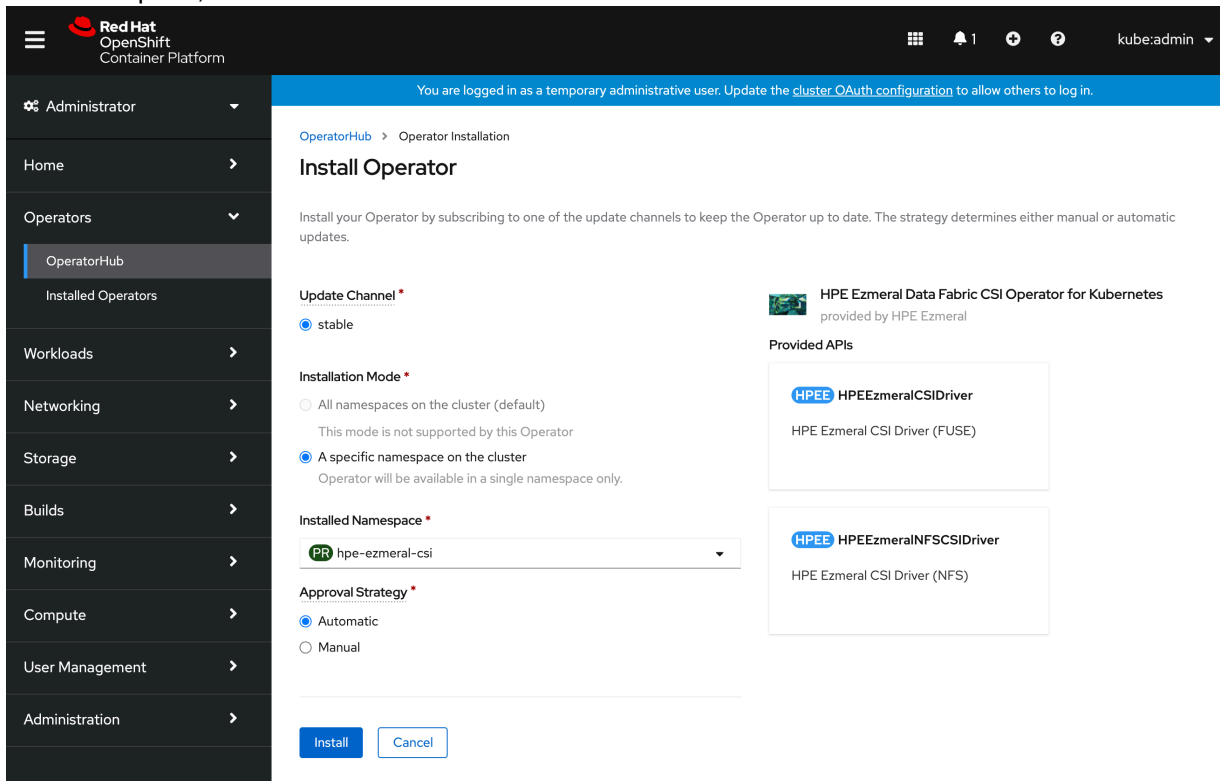 Red Hat
OpenShift
Container Platform
1
kube:admin
Administrator
You are logged in as a temporary administrative user. Update the cluster OAuth configuration to allow others to log in.
Home
Operators
OperatorHub
Installed Operators
Workloads
Networking
Storage
Builds
Monitoring
Compute
User Management
Administration
OperatorHub > Operator Installation
Install Operator
Install your Operator by subscribing to one of the update channels to keep the Operator up to date. The strategy determines either manual or automatic
updates.
Update Channel *
stable
Installation Mode *
All namespaces on the cluster (default)
This mode is not supported by this Operator
A specific namespace on the cluster
Operator will be available in a single namespace only.
Installed Namespace *
PR hpe-ezmeral-csi
Approval Strategy *
Automatic
Manual
Install
Cancel
HPE Ezmeral Data Fabric CSI Operator for Kubernetes
provided by HPE Ezmeral
Provided APIs
HPEE HPEEzmeralCSIDriver
HPE Ezmeral CSI Driver (FUSE)
HPEE HPEEzmeralNFSCSIDriver
HPE Ezmeral CSI Driver (NFS)